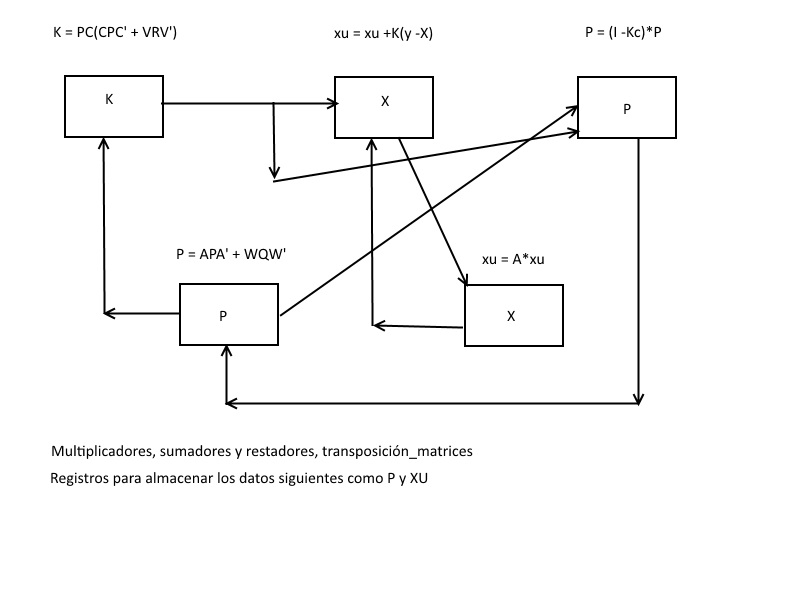 K = PC(CPC' + VRV')
xu = xu +K(y -X)
P = (I -Kc)*P
K
X
P
P = APA' + WQW'
xu = A*xu
P
X
Multiplicadores, sumadores y restadores, transposición_matrices
Registros para almacenar los datos siguientes como P y XU